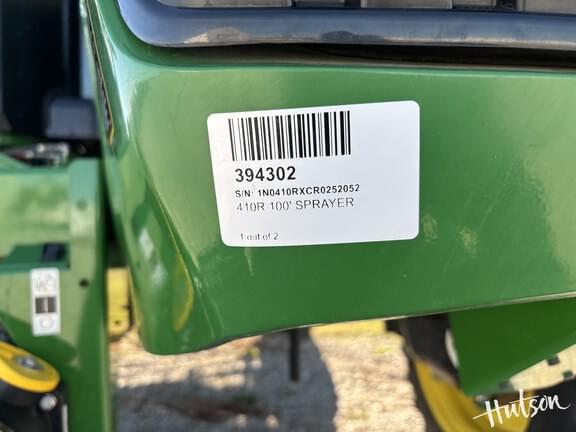 394302
S/N: 1N0410RXCR0252052
410R 100' SPRAYER
1 out of 2
Hutson